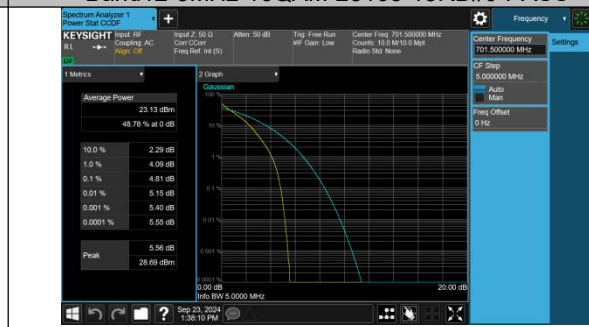 Spectrum Analyzer 1
Power Stat CCDF
Frequency
KEYSIGHT
RL
Input: RF
Coupling: AC
Align: Off
Input Z: 50 Ω
Corr CCorr
Freq Ref: Int (S)
Atten: 50 dB
Trig: Free Run
#IF Gain: Low
Center Freq: 701.500000 MHz
Counts: 10.0 M/10.0 Mpt
Radio Std: None
Center Frequency
701.500000 MHz
Settings
CF Step
5.000000 MHz
Auto
Man
Freq Offset
0 Hz
1 Metrics
Average Power
23.13 dBm
48.78 % at 0 dB
10.0 % 2.29 dB
1.0 % 4.09 dB
0.1 % 4.81 dB
0.01 % 5.15 dB
0.001 % 5.40 dB
0.0001 % 5.55 dB
Peak
5.56 dB
28.69 dBm
2 Graph
Gaussian
100 %
10 %
1 %
0.1 %
0.01 %
0.001 %
0.0001 %
0.00 dB
20.00 dB
Info BW 5.0000 MHz
Sep 23, 2024
1:38:10 PM